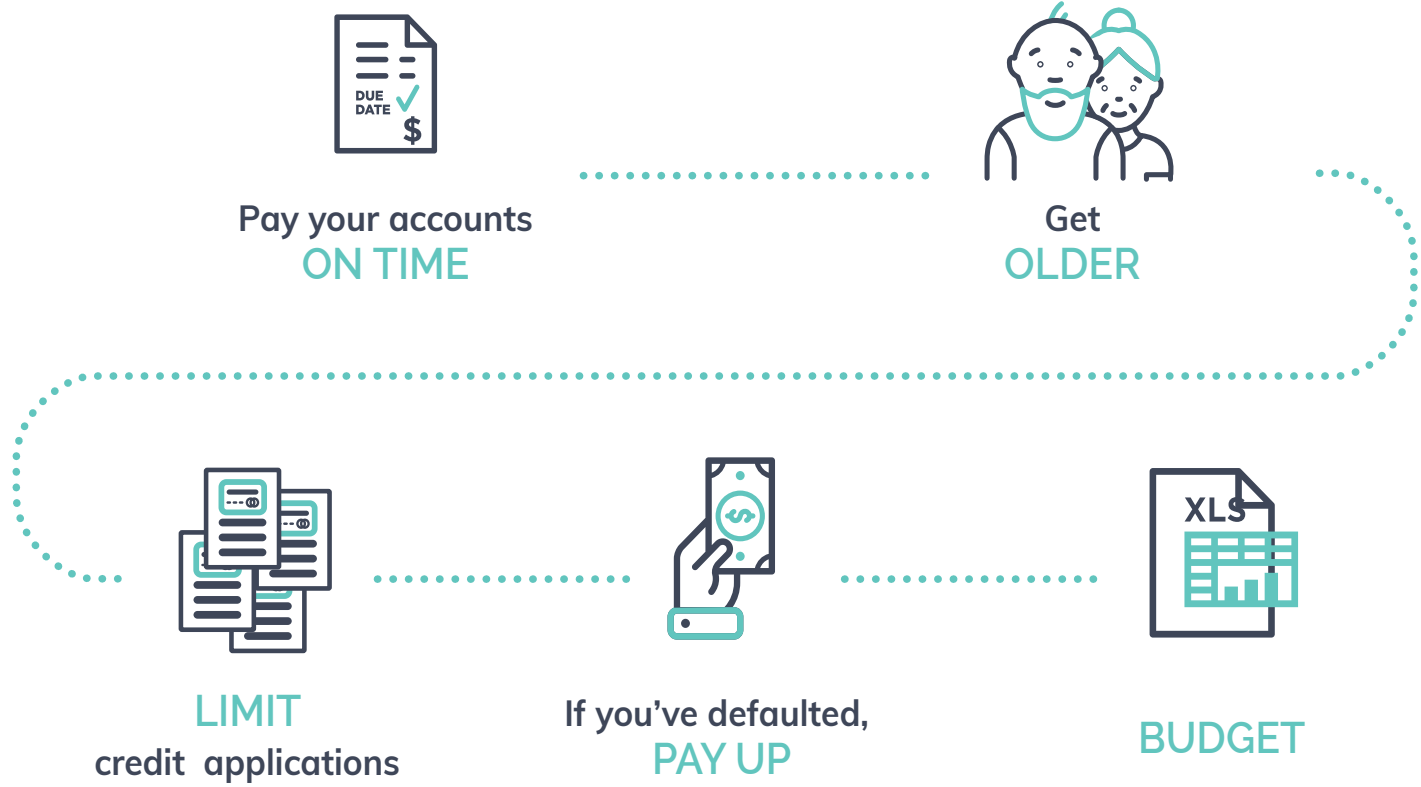 DUE
DATE
$
Pay your accounts
ON TIME
Get
OLDER
LIMIT
credit  applications
$
If you’ve defaulted,
PAY UP
XLS
BUDGET